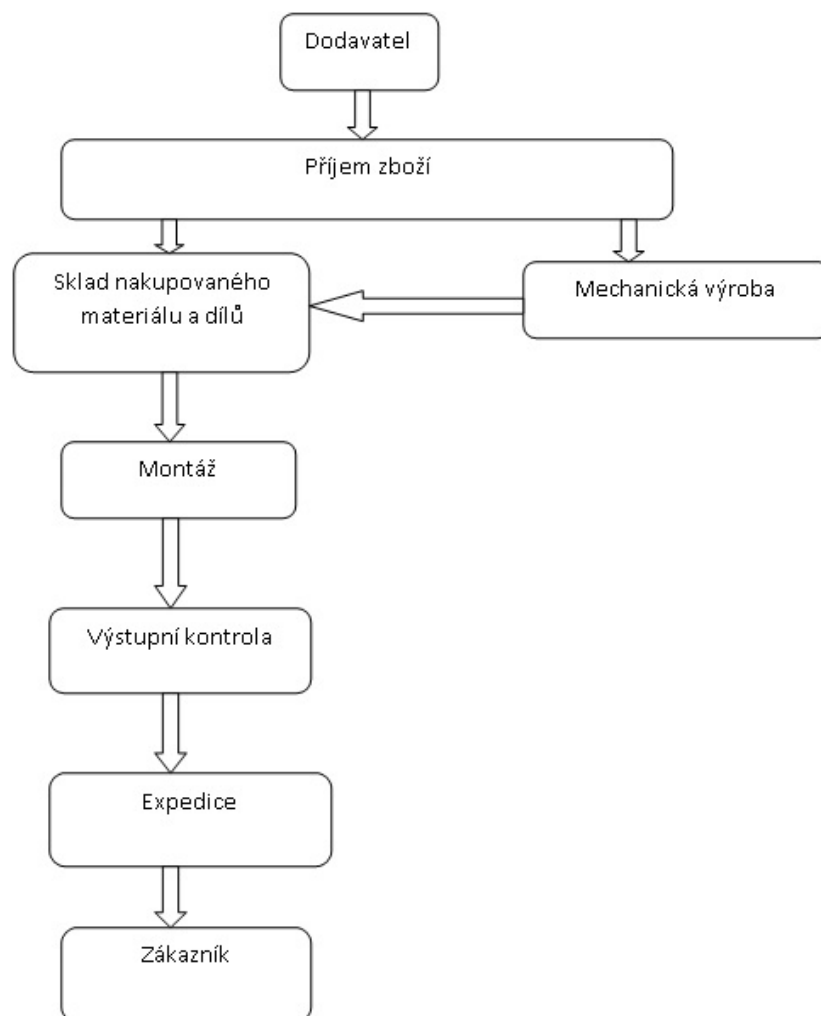 Dodavatel
Příjem zboží
Sklad nakupovaného
materiálu a dílů
Mechanická výroba
Montáž
Výstupní kontrola
Expedice
Zákazník